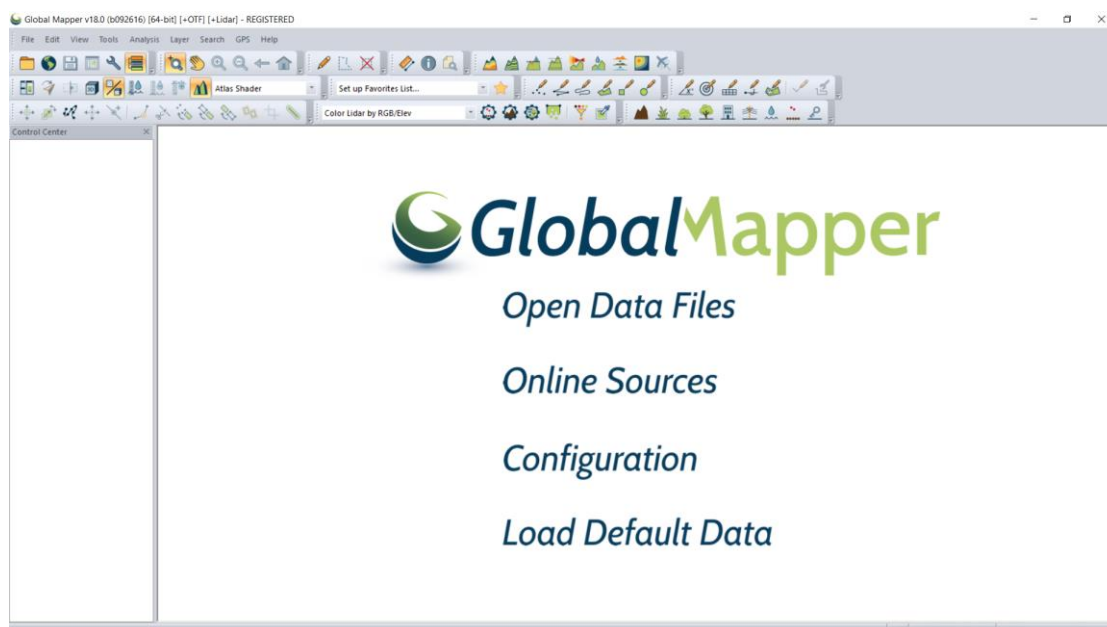 Global Mapper v18.0 (b092616) [64-bit] [+OTF] [+Lidar] - REGISTERED
File Edit View Tools Analysis Layer Search GPS Help
Atlas Shader Set up Favorites List...
Color Lidar by RGB/Elev
Control Center
GlobalMapper
Open Data Files
Online Sources
Configuration
Load Default Data